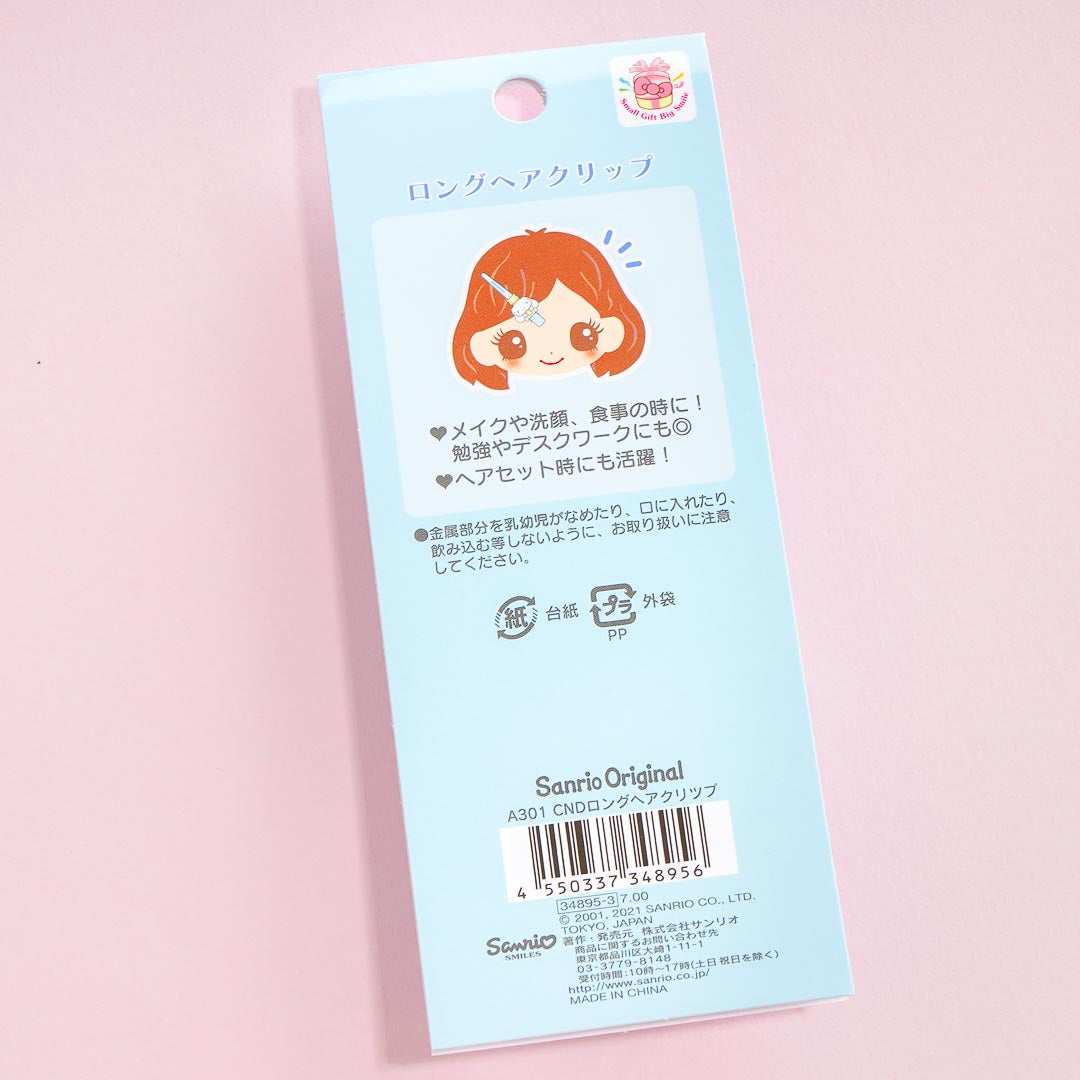 Small Gift Big Smile
ロングヘアクリップ
♥メイクや洗顔、食事の時に！
勉強やデスクワークにも◎
♥ヘアセット時にも活躍！
●金属部分を乳幼児がなめたり、口に入れたり、
飲み込む等しないように、お取り扱いに注意
してください。
紙 台紙 プラ 外袋
PP
Sanrio Original
A301 CNDロングヘアクリツプ
4 550337 348956
34895-3 7.00
© 2001, 2021 SANRIO CO., LTD.
TOKYO, JAPAN
著作・発売元 株式会社サンリオ
商品に関するお問い合わせ先
東京都品川区大崎1-11-1
03-3779-8148
受付時間:10時～17時(土日祝日を除く)
http://www.sanrio.co.jp/
MADE IN CHINA
Sanrio
SMILES